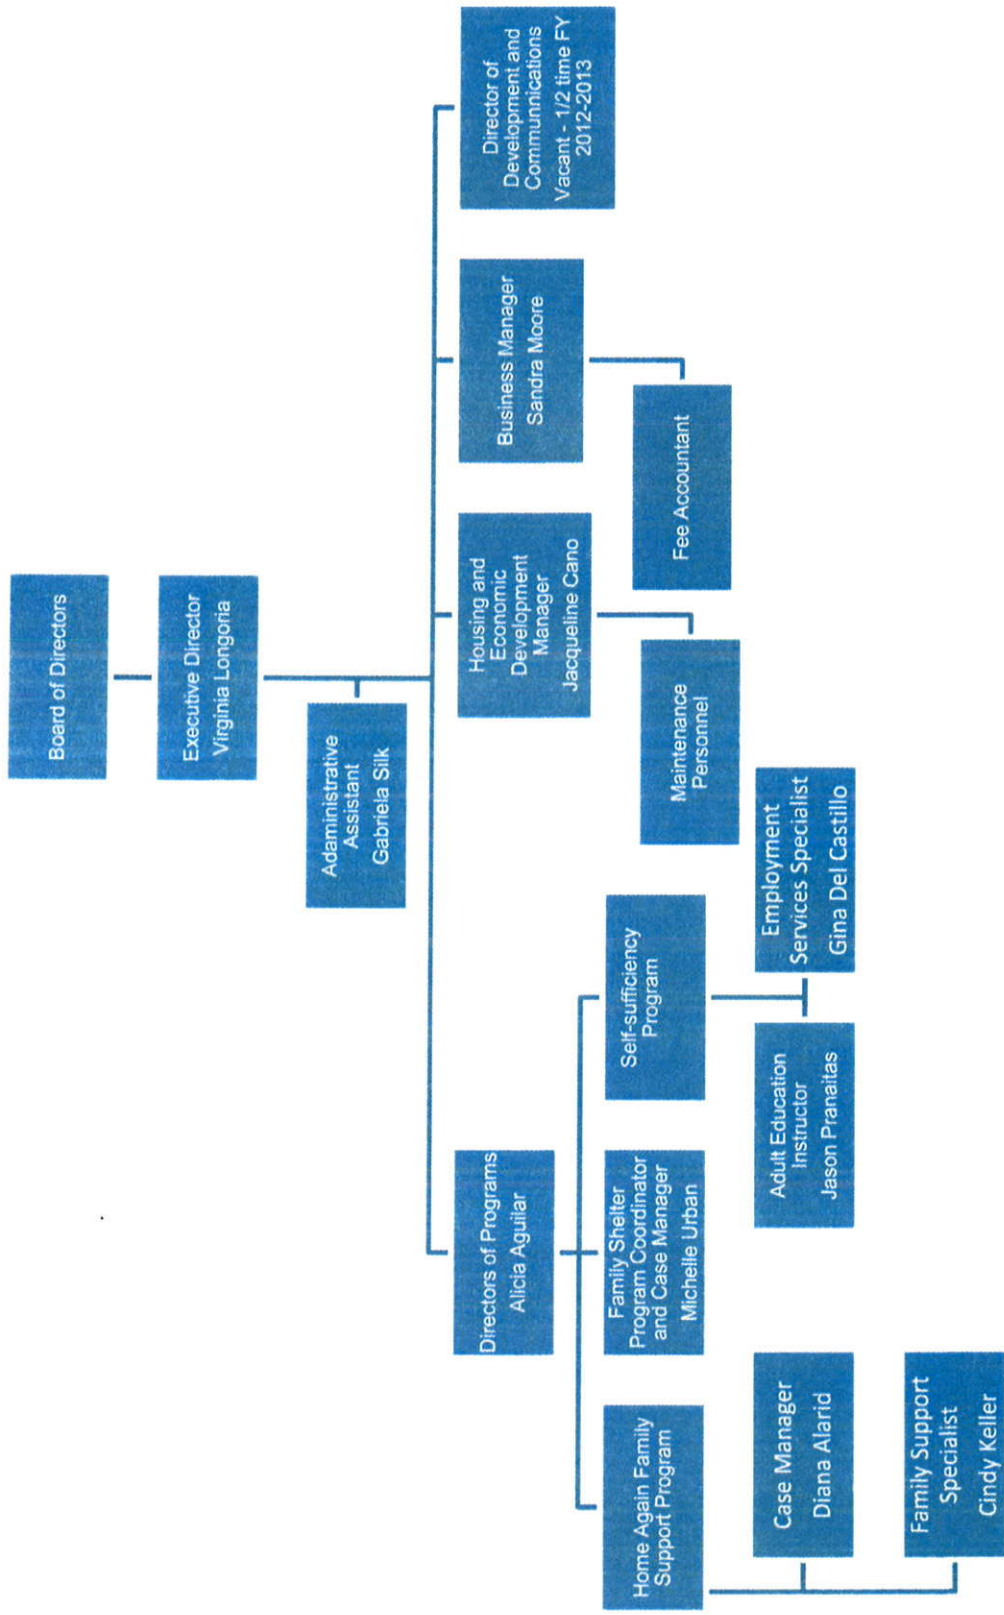 Board of Directors
Executive Director
Virginia Longoria
Adaministrative
Assistant
Gabriela Silk
Directors of Programs
Alicia Aguilar
Housing and
Economic
Development
Manager
Jacqueline Cano
Business Manager
Sandra Moore
Director of
Development and
Communnications
Vacant - 1/2 time FY
2012-2013
Home Again Family
Support Program
Family Shelter
Program Coordinator
and Case Manager
Michelle Urban
Self-sufficiency
Program
Maintenance
Personnel
Fee Accountant
Case Manager
Diana Alarid
Adult Education
Instructor
Jason Pranaitas
Employment
Services Specialist
Gina Del Castillo
Family Support
Specialist
Cindy Keller